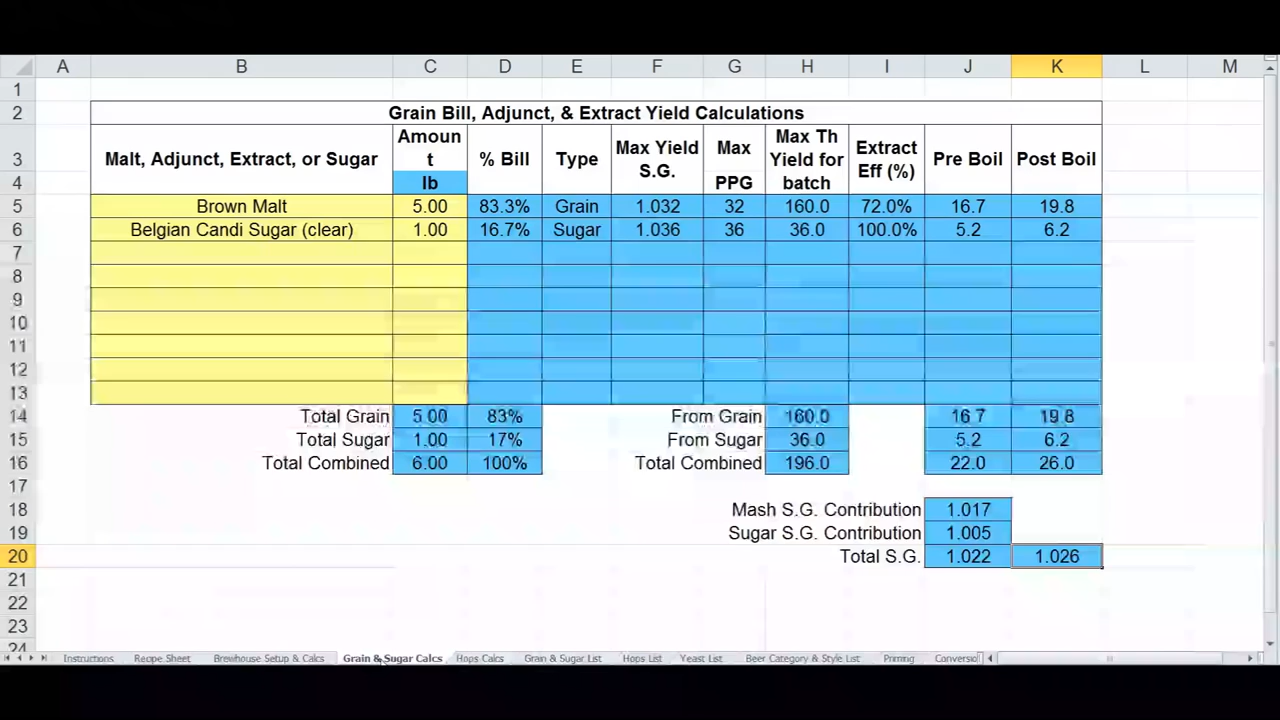 A B C D E F G H I J K L M
1
2 Grain Bill, Adjunct, & Extract Yield Calculations
3 Malt, Adjunct, Extract, or Sugar Amoun t % Bill Type Max Yield S.G. Max Max Th Yield for Extract Eff (%) Pre Boil Post Boil
4 lb PPG batch
5 Brown Malt 5.00 83.3% Grain 1.032 32 160.0 72.0% 16.7 19.8
6 Belgian Candi Sugar (clear) 1.00 16.7% Sugar 1.036 36 36.0 100.0% 5.2 6.2
7
8
9
10
11
12
13
14 Total Grain 5.00 83% From Grain 160.0 16.7 19.8
15 Total Sugar 1.00 17% From Sugar 36.0 5.2 6.2
16 Total Combined 6.00 100% Total Combined 196.0 22.0 26.0
17
18 Mash S.G. Contribution 1.017
19 Sugar S.G. Contribution 1.005
20 Total S.G. 1.022 1.026
21
22
23
24
Instructions Recipe Sheet Brewhouse Setup & Calcs Grain & Sugar Calcs Hops Calcs Grain & Sugar List Hops List Yeast List Beer Category & Style List Priming Conversio